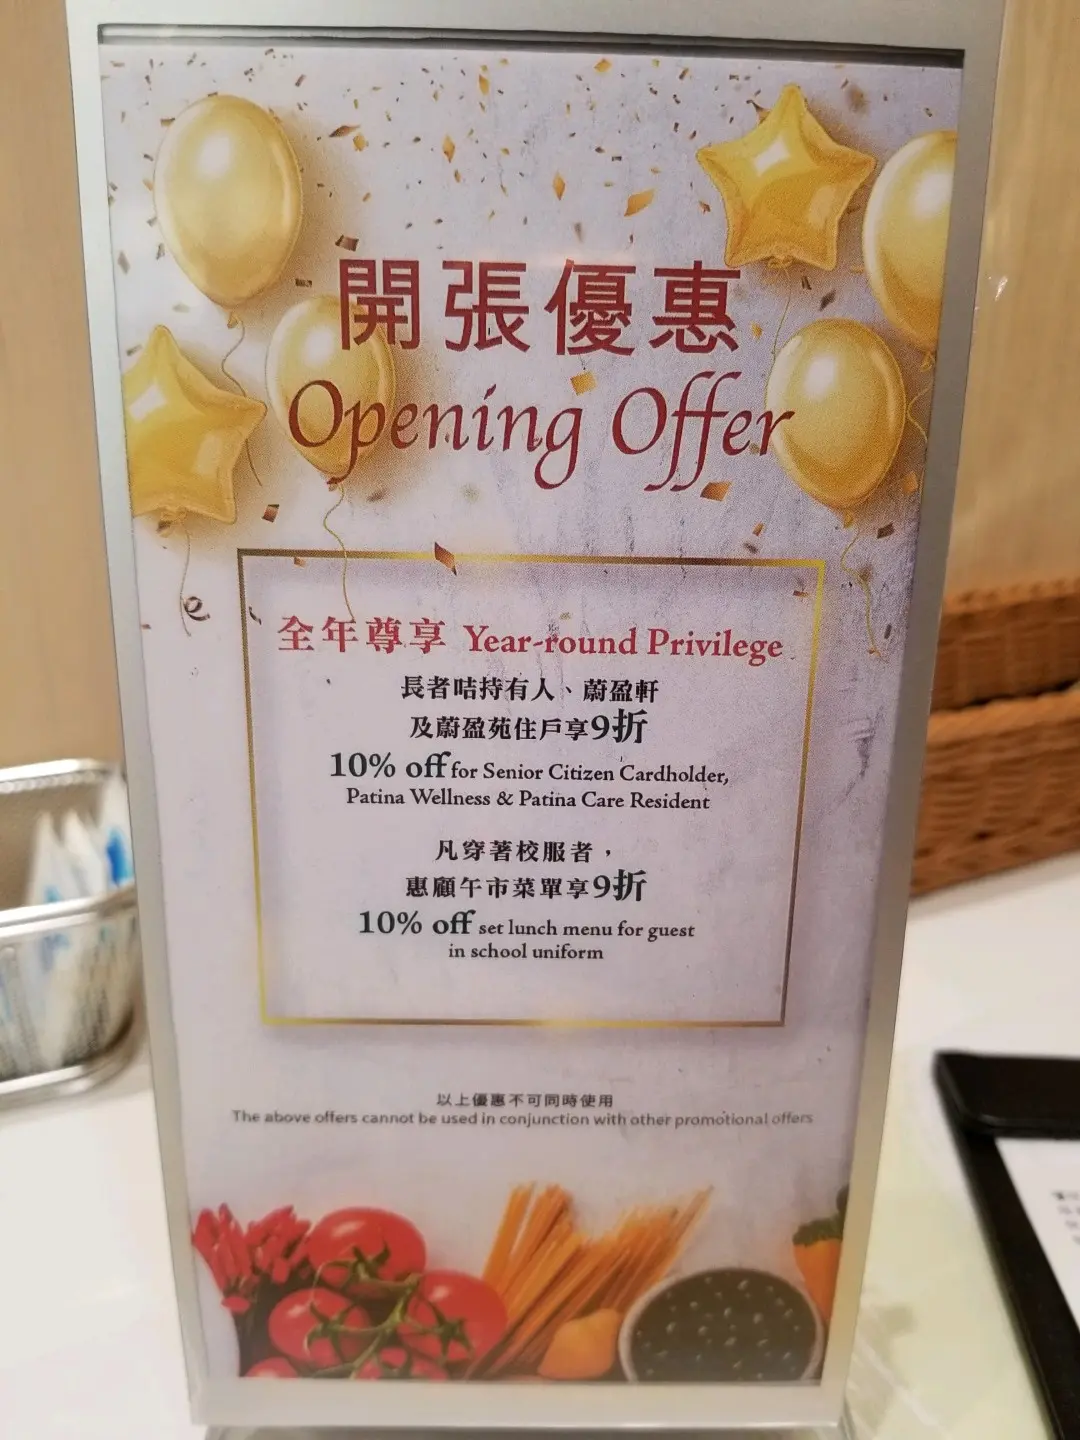 開張優惠
Opening Offer
全年尊享 Year-round Privilege
長者咭持有人、蔚盈軒
及蔚盈苑住戶享9折
10% off for Senior Citizen Cardholder,
Patina Wellness & Patina Care Resident
凡穿著校服者，
惠顧午市菜單享9折
10% off set lunch menu for guest
in school uniform
以上優惠不可同時使用
The above offers cannot be used in conjunction with other promotional offers